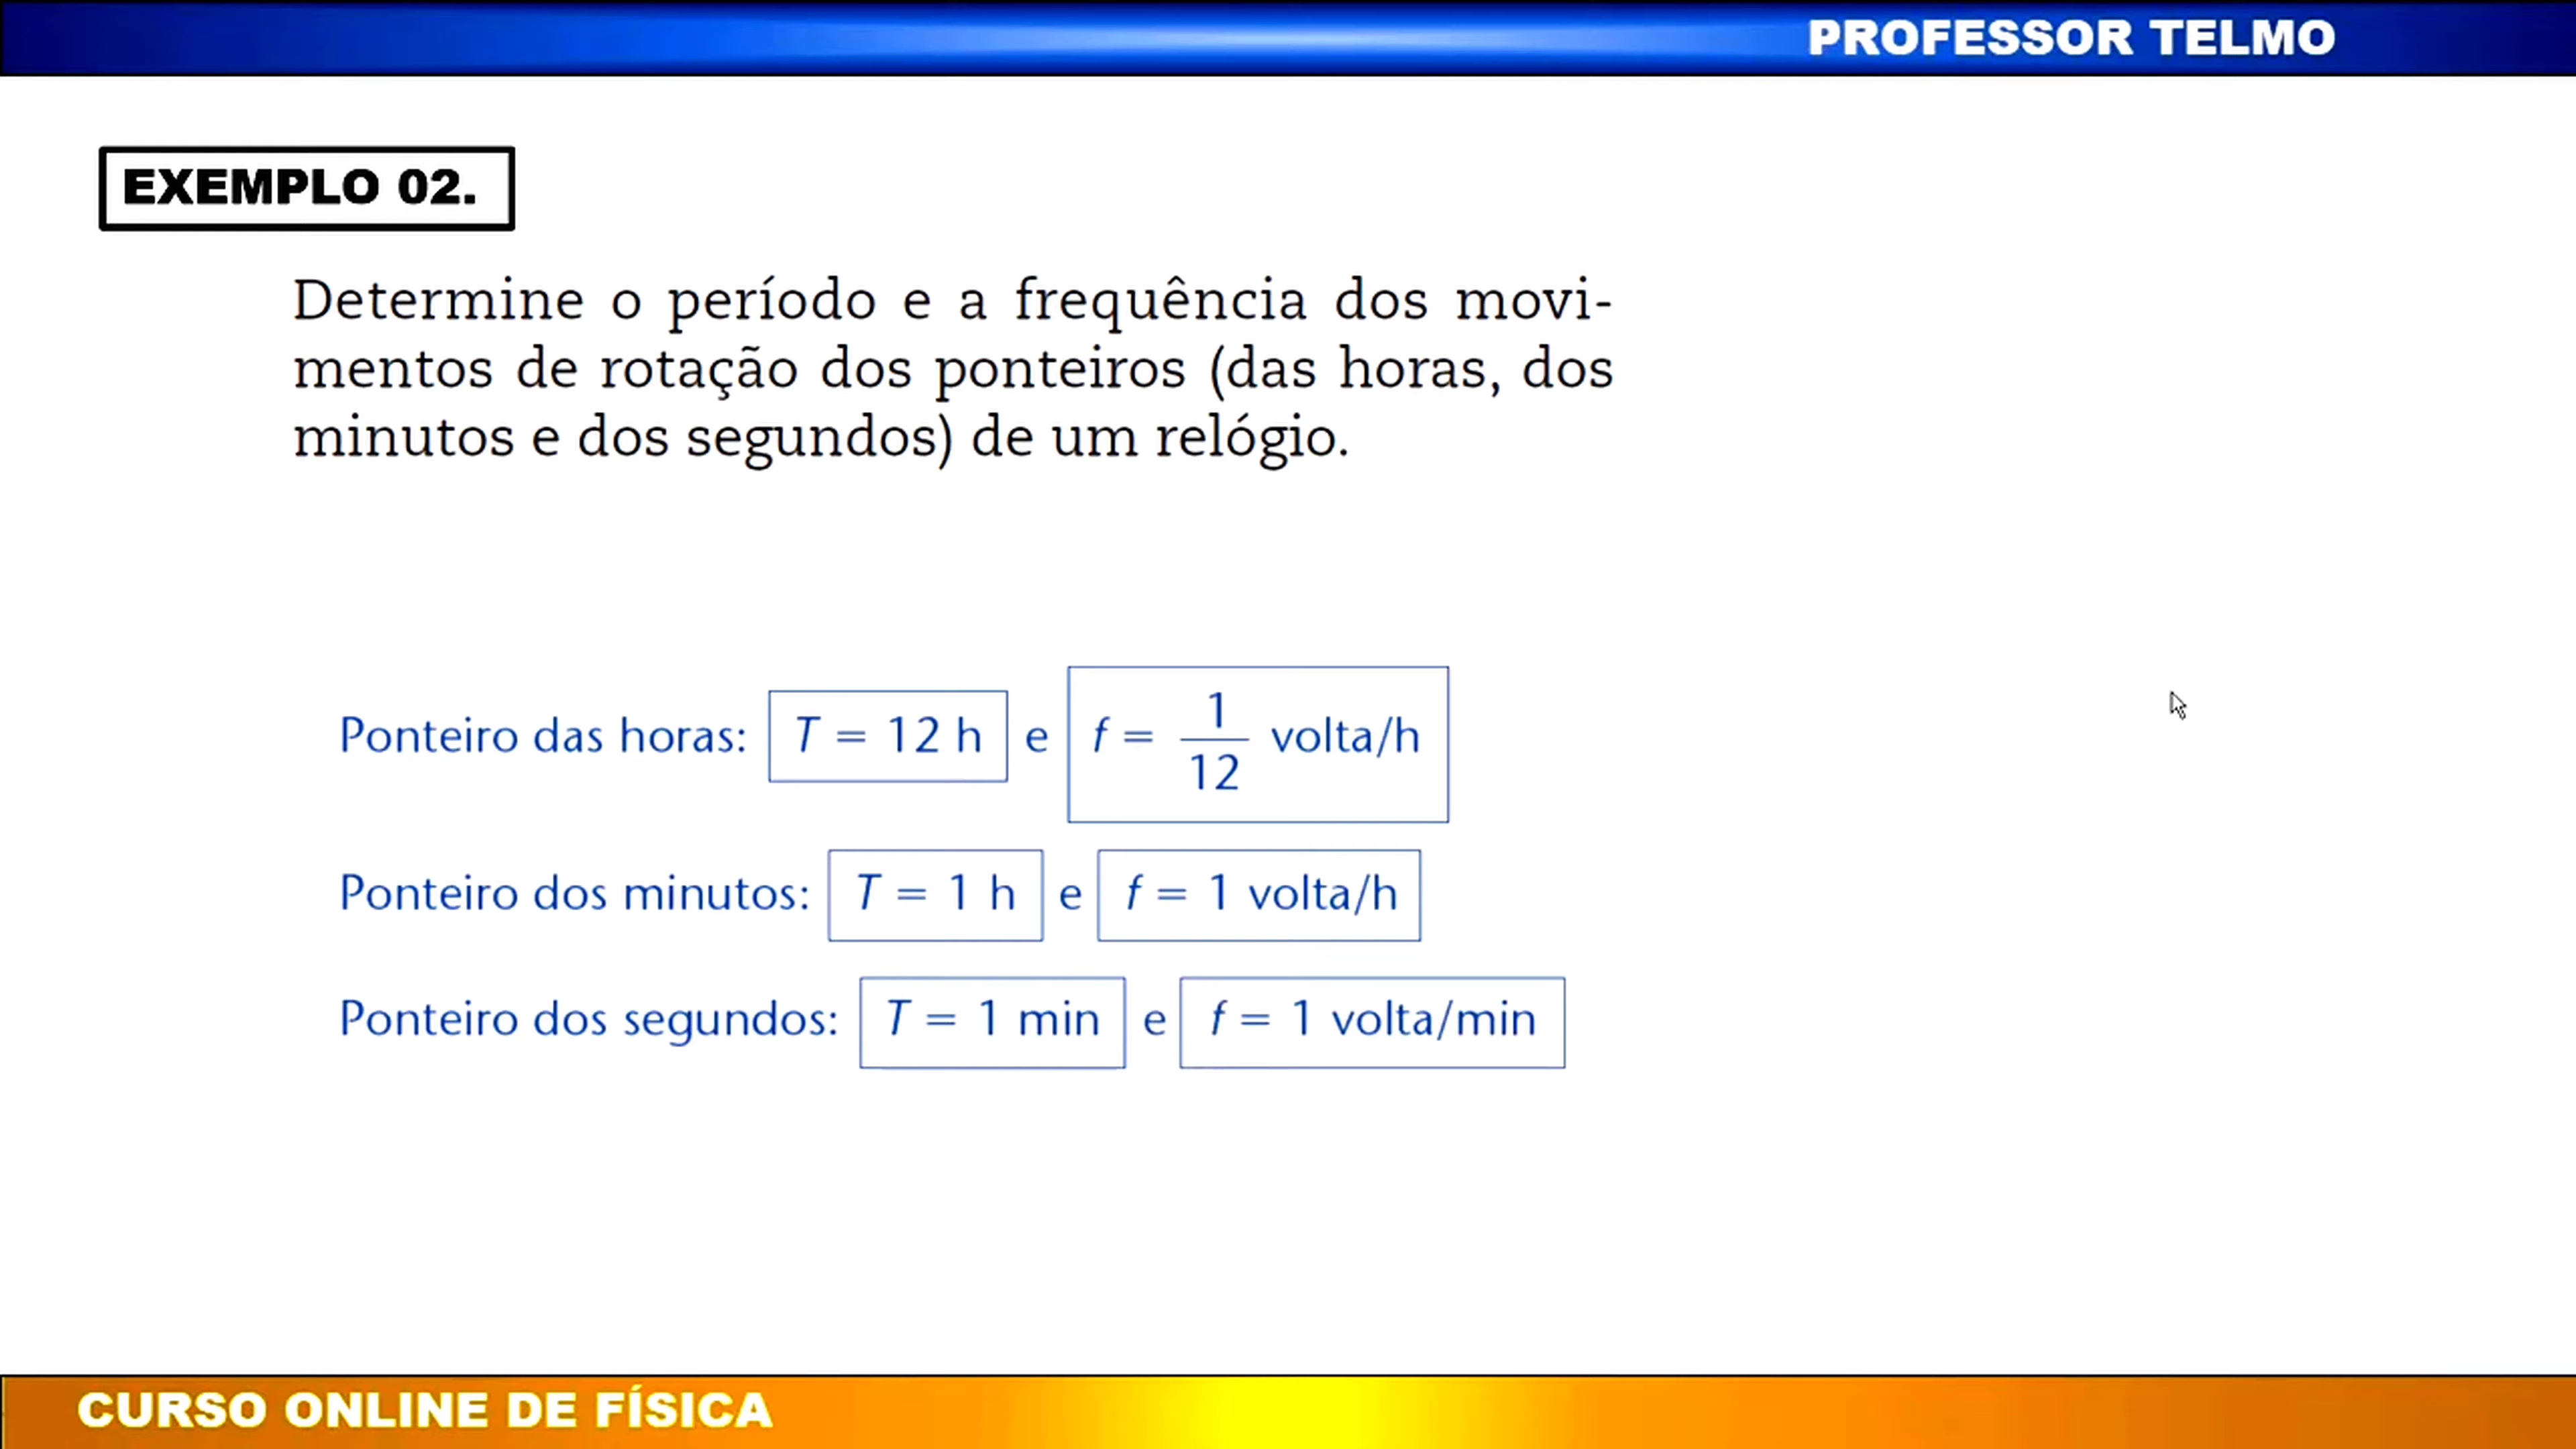 PROFESSOR TELMO
EXEMPLO 02.
Determine o período e a frequência dos movi-
mentos de rotação dos ponteiros (das horas, dos
minutos e dos segundos) de um relógio.
Ponteiro das horas: T = 12 h e f = 1/12 volta/h
Ponteiro dos minutos: T = 1 h e f = 1 volta/h
Ponteiro dos segundos: T = 1 min e f = 1 volta/min
CURSO ONLINE DE FÍSICA